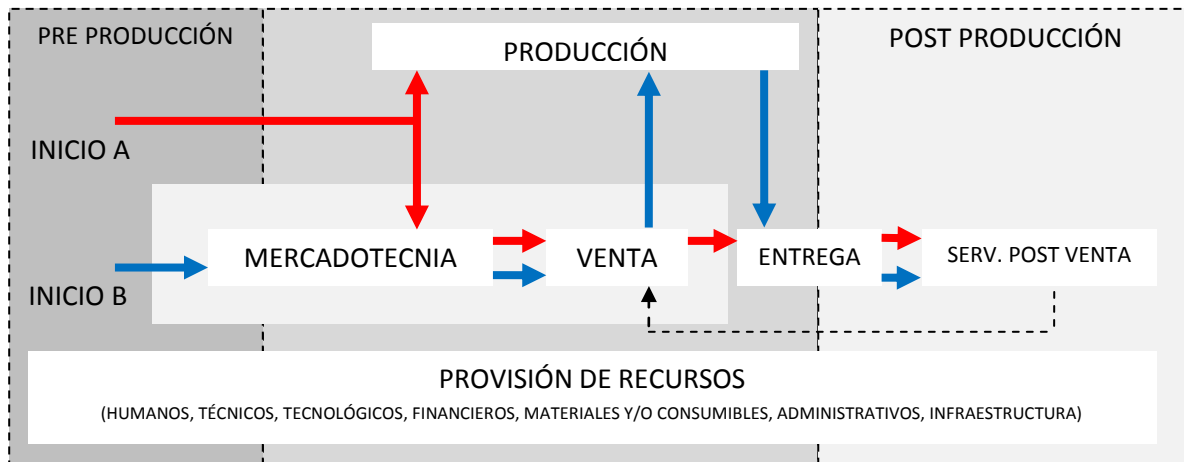 PRE PRODUCCIÓN
PRODUCCIÓN
POST PRODUCCIÓN
INICIO A
MERCADOTECNIA
VENTA
ENTREGA
SERV. POST VENTA
INICIO B
PROVISIÓN DE RECURSOS
(HUMANOS, TÉCNICOS, TECNOLÓGICOS, FINANCIEROS, MATERIALES Y/O CONSUMIBLES, ADMINISTRATIVOS, INFRAESTRUCTURA)